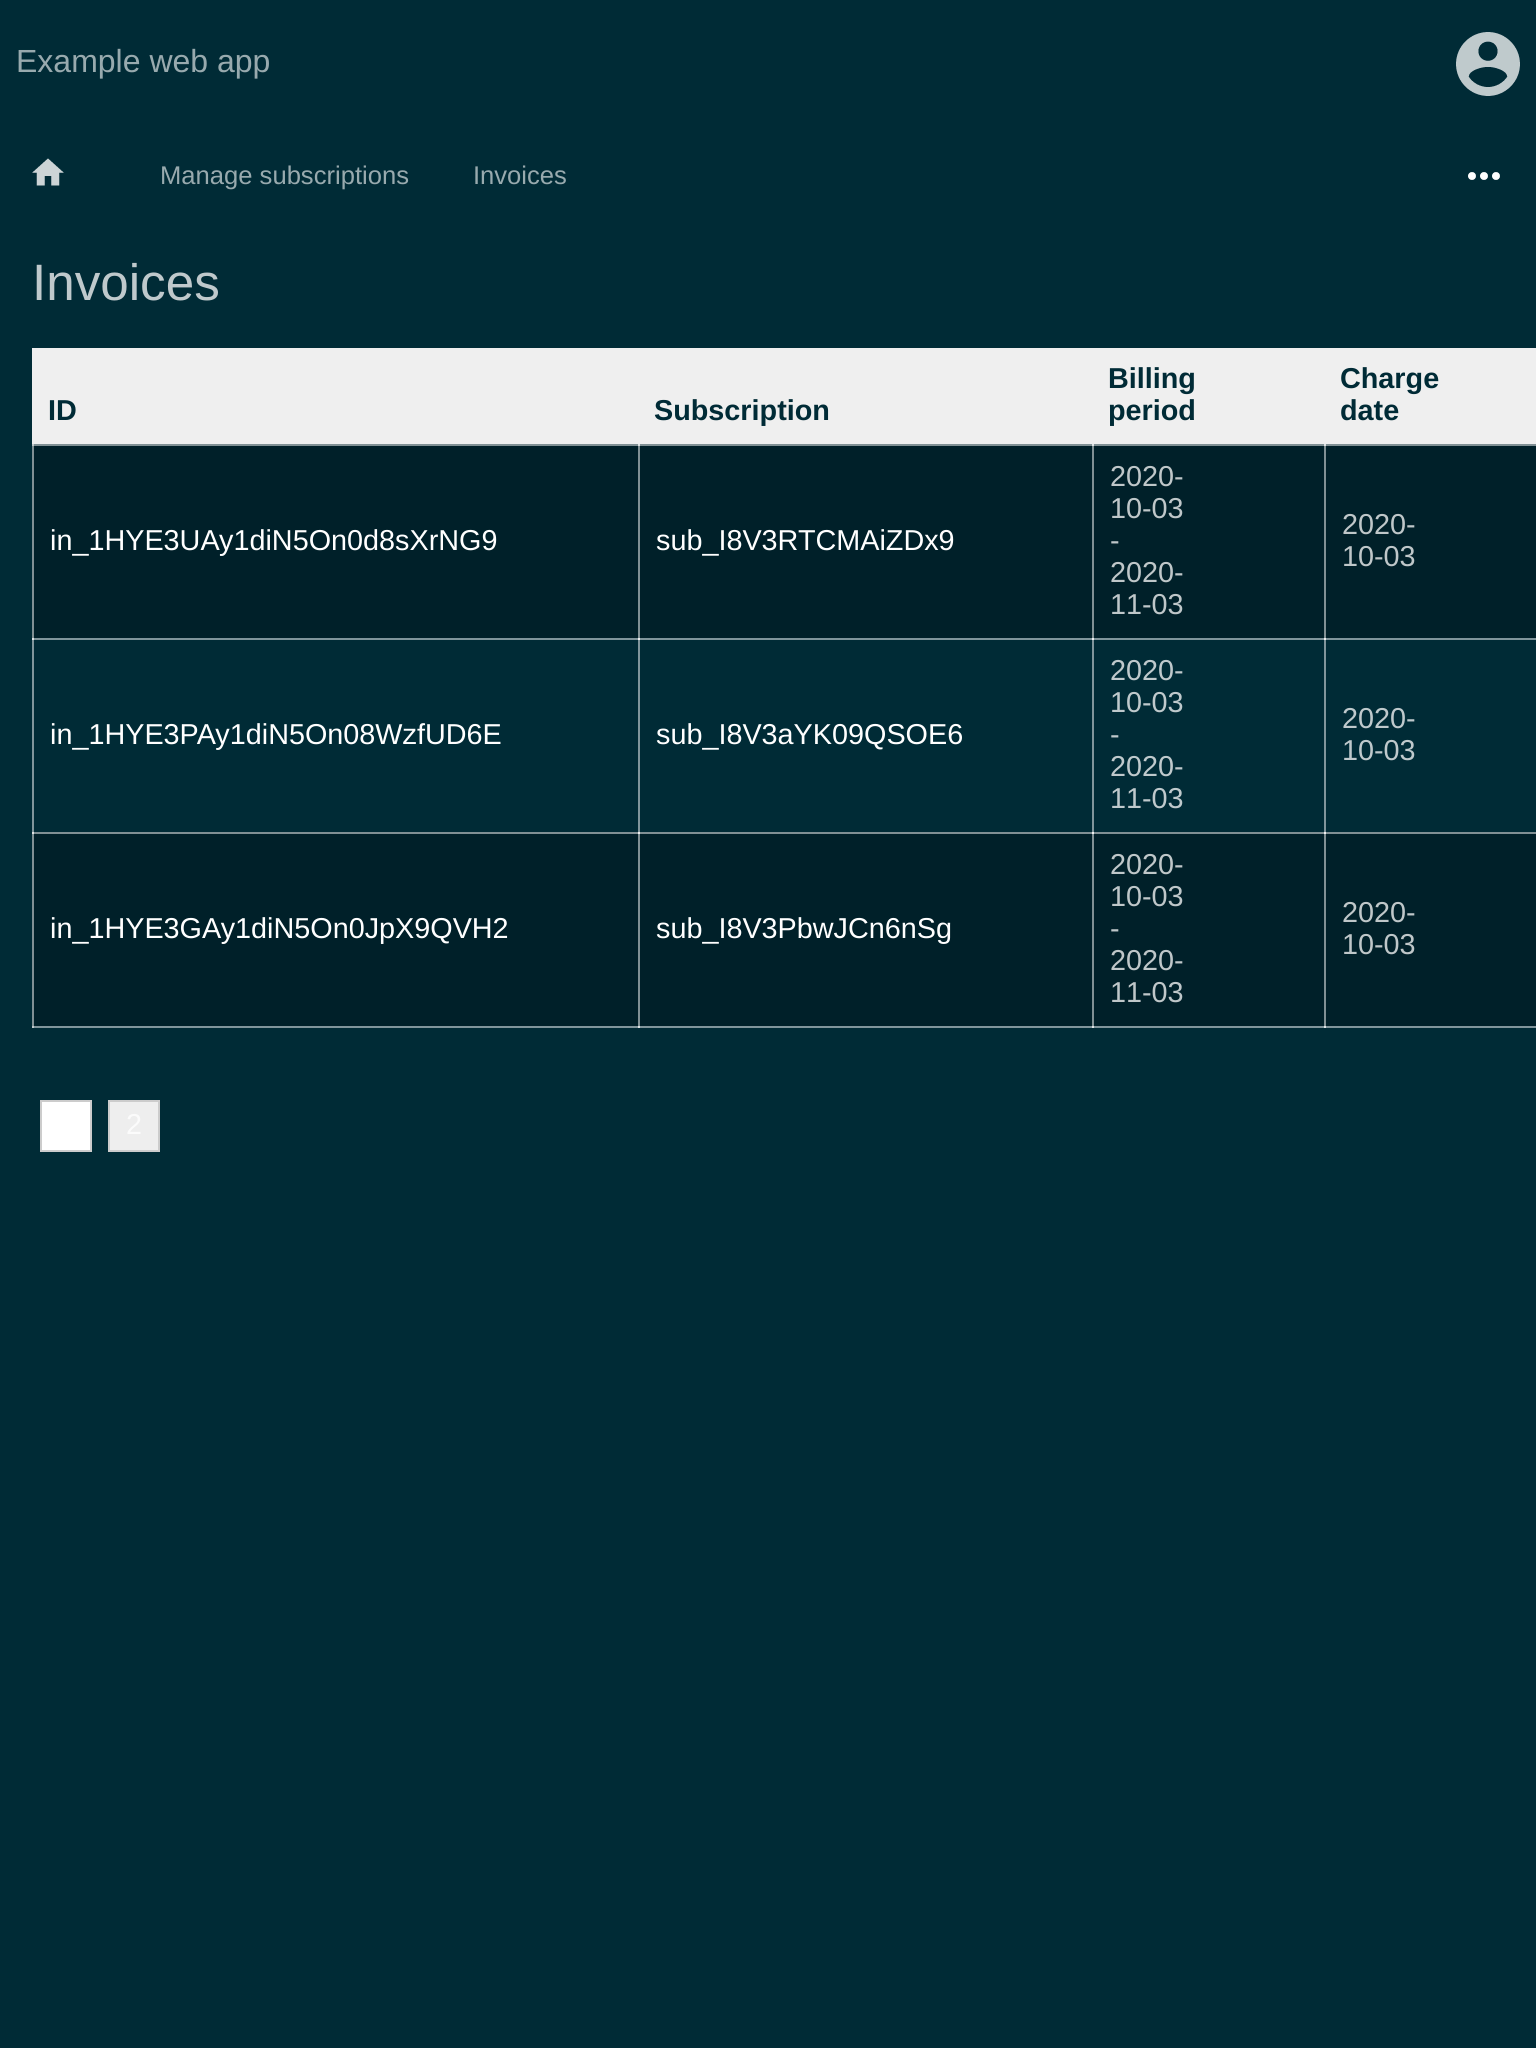 Example web app
Manage subscriptions Invoices
Invoices
ID Subscription Billing period Charge date
in_1HYE3UAy1diN5On0d8sXrNG9 sub_I8V3RTCMAiZDx9 2020-10-03 - 2020-11-03 2020-10-03
in_1HYE3PAy1diN5On08WzfUD6E sub_I8V3aYK09QSOE6 2020-10-03 - 2020-11-03 2020-10-03
in_1HYE3GAy1diN5On0JpX9QVH2 sub_I8V3PbwJCn6nSg 2020-10-03 - 2020-11-03 2020-10-03
2